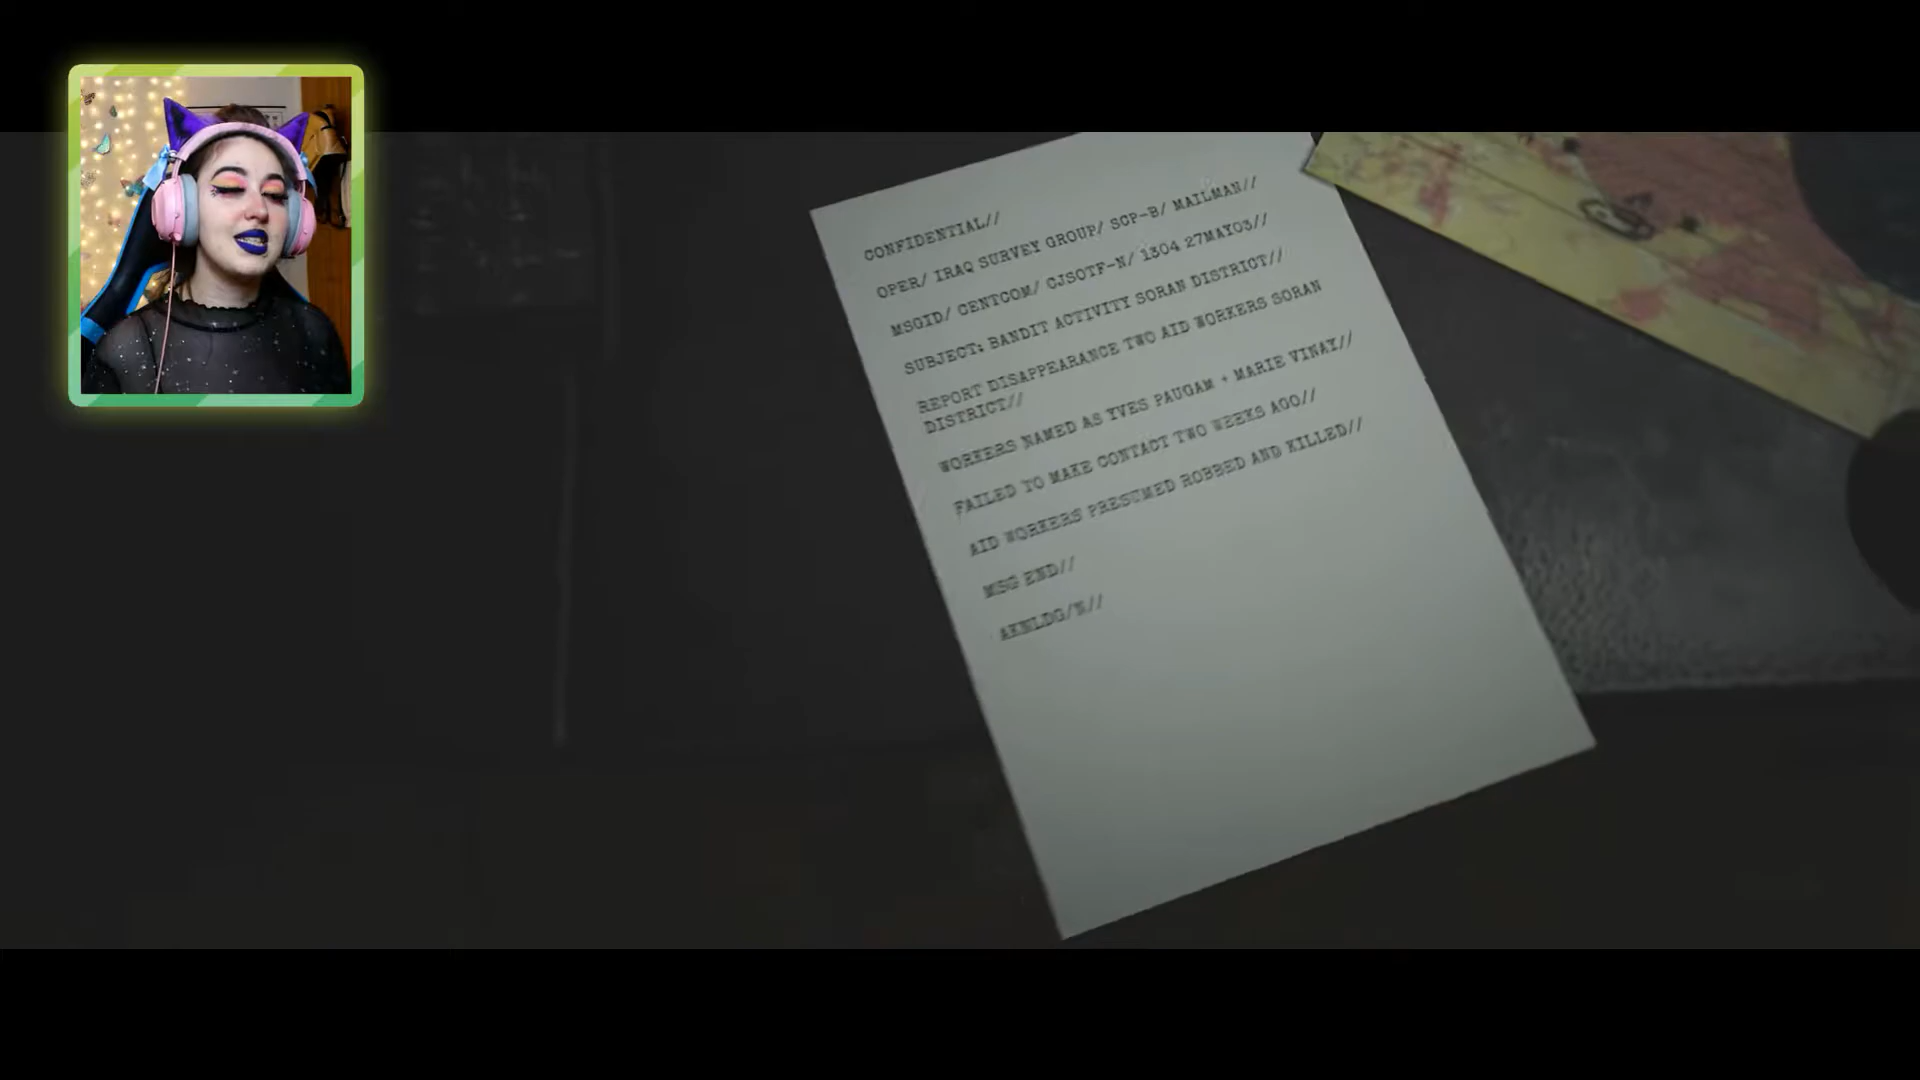 CONFIDENTIAL//
OPER/ IRAQ SURVEY GROUP/ SCP-B/ MAILMAN//
MSGID/ CENTCOM/ CJSOTF-N/ 1304 27MAY03//
SUBJECT: BANDIT ACTIVITY SORAN DISTRICT//
REPORT DISAPPEARANCE TWO AID WORKERS SORAN
DISTRICT//
WORKERS NAMED AS YVES PAUGAM + MARIE VINAY//
FAILED TO MAKE CONTACT TWO WEEKS AGO//
AID WORKERS PRESUMED ROBBED AND KILLED//
MSG END//
AKNLDG/%//